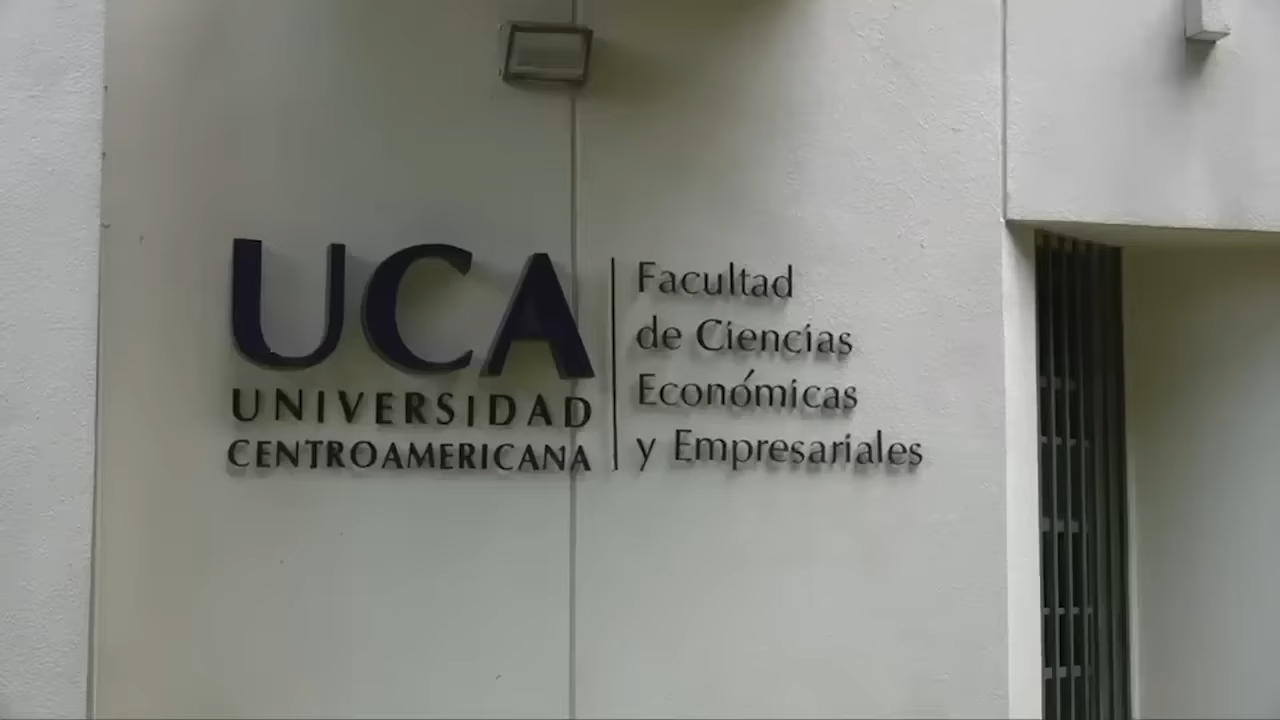 UCA
UNIVERSIDAD
CENTROAMERICANA
Facultad
de Ciencias
Económicas
y Empresariales